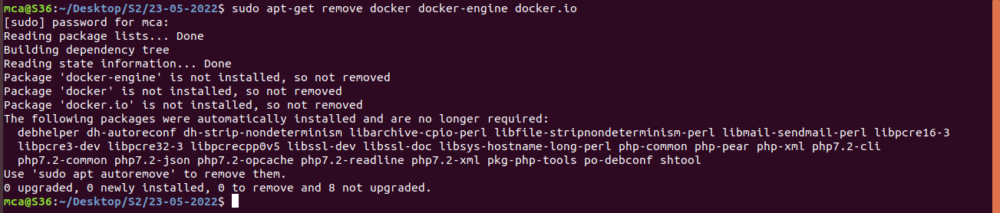 mca@S36:~/Desktop/S2/23-05-2022$ sudo apt-get remove docker docker-engine docker.io
[sudo] password for mca:
Reading package lists... Done
Building dependency tree
Reading state information... Done
Package 'docker-engine' is not installed, so not removed
Package 'docker' is not installed, so not removed
Package 'docker.io' is not installed, so not removed
The following packages were automatically installed and are no longer required:
  debhelper dh-autoreconf dh-strip-nondeterminism libarchive-cpio-perl libfile-stripnondeterminism-perl libmail-sendmail-perl libpcre16-3
  libpcre3-dev libpcre32-3 libpcrecpp0v5 libssl-dev libssl-doc libsys-hostname-long-perl php-common php-pear php-xml php7.2-cli
  php7.2-common php7.2-json php7.2-opcache php7.2-readline php7.2-xml pkg-php-tools po-debconf shtool
Use 'sudo apt autoremove' to remove them.
0 upgraded, 0 newly installed, 0 to remove and 8 not upgraded.
mca@S36:~/Desktop/S2/23-05-2022$